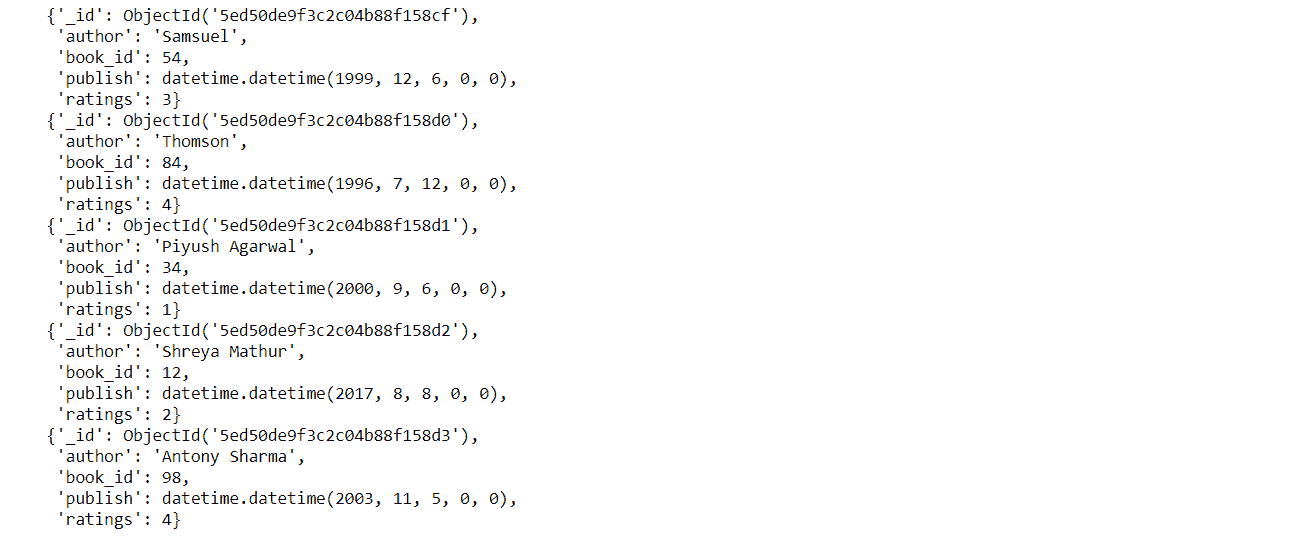 {'_id': ObjectId('5ed50de9f3c2c04b88f158cf'),
'author': 'Samsuel',
'book_id': 54,
'publish': datetime.datetime(1999, 12, 6, 0, 0),
'ratings': 3}
{'_id': ObjectId('5ed50de9f3c2c04b88f158d0'),
'author': 'Thomson',
'book_id': 84,
'publish': datetime.datetime(1996, 7, 12, 0, 0),
'ratings': 4}
{'_id': ObjectId('5ed50de9f3c2c04b88f158d1'),
'author': 'Piyush Agarwal',
'book_id': 34,
'publish': datetime.datetime(2000, 9, 6, 0, 0),
'ratings': 1}
{'_id': ObjectId('5ed50de9f3c2c04b88f158d2'),
'author': 'Shreya Mathur',
'book_id': 12,
'publish': datetime.datetime(2017, 8, 8, 0, 0),
'ratings': 2}
{'_id': ObjectId('5ed50de9f3c2c04b88f158d3'),
'author': 'Antony Sharma',
'book_id': 98,
'publish': datetime.datetime(2003, 11, 5, 0, 0),
'ratings': 4}